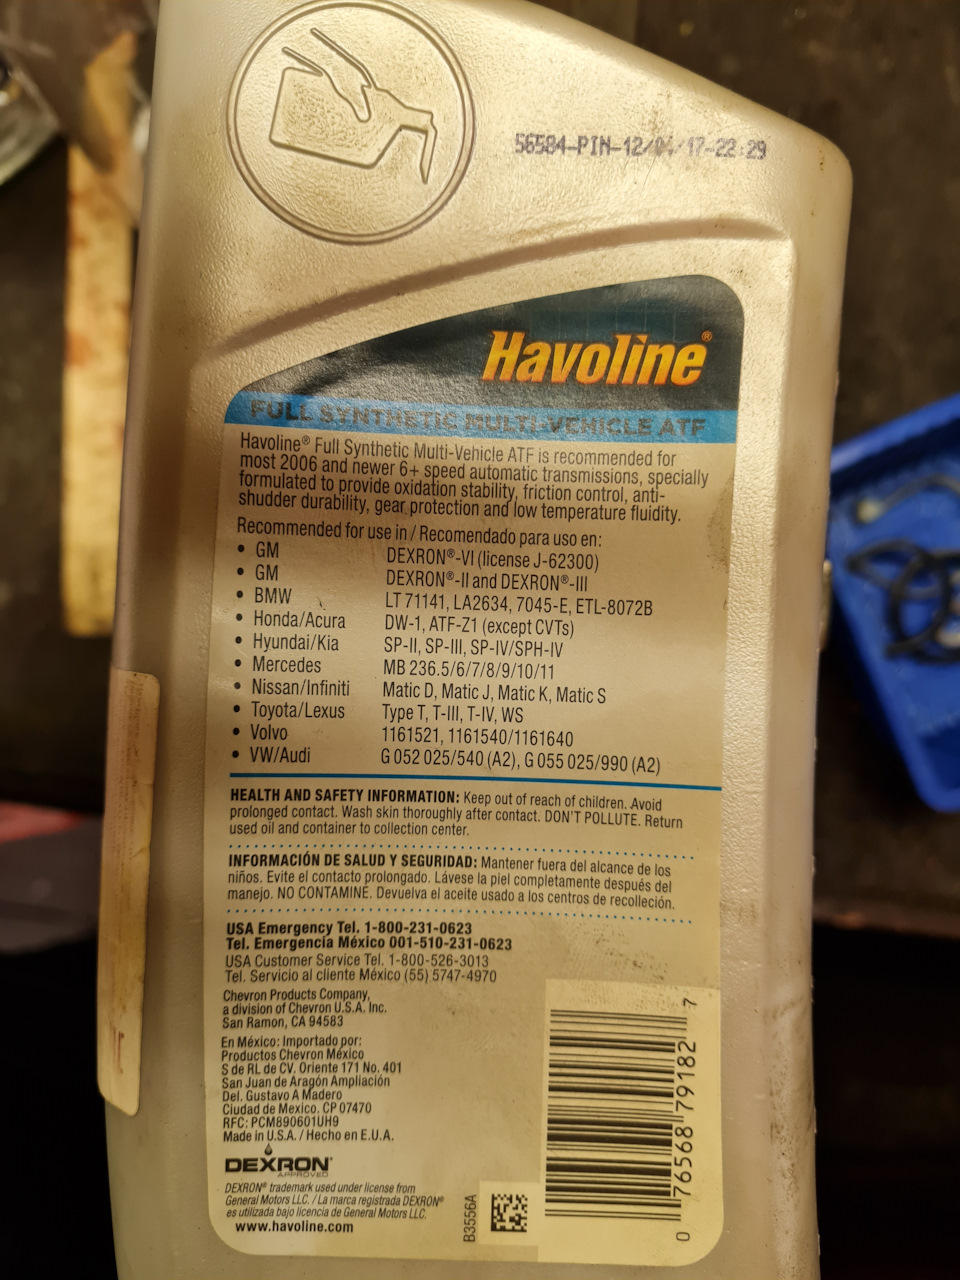 56584-PIN-12/04/17-22:29
Havoline®
FULL SYNTHETIC MULTI-VEHICLE ATF
Havoline® Full Synthetic Multi-Vehicle ATF is recommended for
most 2006 and newer 6+ speed automatic transmissions, specially
formulated to provide oxidation stability, friction control, anti-
shudder durability, gear protection and low temperature fluidity.
Recommended for use in / Recomendado para uso en:
• GM DEXRON®-VI (license J-62300)
• GM DEXRON®-II and DEXRON®-III
• BMW LT 71141, LA2634, 7045-E, ETL-8072B
• Honda/Acura DW-1, ATF-Z1 (except CVTs)
• Hyundai/Kia SP-II, SP-III, SP-IV/SPH-IV
• Mercedes MB 236.5/6/7/8/9/10/11
• Nissan/Infiniti Matic D, Matic J, Matic K, Matic S
• Toyota/Lexus Type T, T-III, T-IV, WS
• Volvo 1161521, 1161540/1161640
• VW/Audi G 052 025/540 (A2), G 055 025/990 (A2)
HEALTH AND SAFETY INFORMATION: Keep out of reach of children. Avoid
prolonged contact. Wash skin thoroughly after contact. DON'T POLLUTE. Return
used oil and container to collection center.
INFORMACIÓN DE SALUD Y SEGURIDAD: Mantener fuera del alcance de los
niños. Evite el contacto prolongado. Lávese la piel completamente después del
manejo. NO CONTAMINE. Devuelva el aceite usado a los centros de recolleción.
USA Emergency Tel. 1-800-231-0623
Tel. Emergencia México 001-510-231-0623
USA Customer Service Tel. 1-800-526-3013
Tel. Servicio al cliente México (55) 5747-4970
Chevron Products Company,
a division of Chevron U.S.A. Inc.
San Ramon, CA 94583
En México: Importado por:
Productos Chevron México
S de RL de CV. Oriente 171 No. 401
San Juan de Aragón Ampliación
Del. Gustavo A Madero
Ciudad de Mexico. CP 07470
RFC: PCM890601UH9
Made in U.S.A. / Hecho en E.U.A.
DEXRON®
APPROVED
DEXRON® trademark used under license from
General Motors LLC. / La marca registrada DEXRON®
es utilizada bajo licencia de General Motors LLC.
www.havoline.com
B3556A
0 76568 79182 7